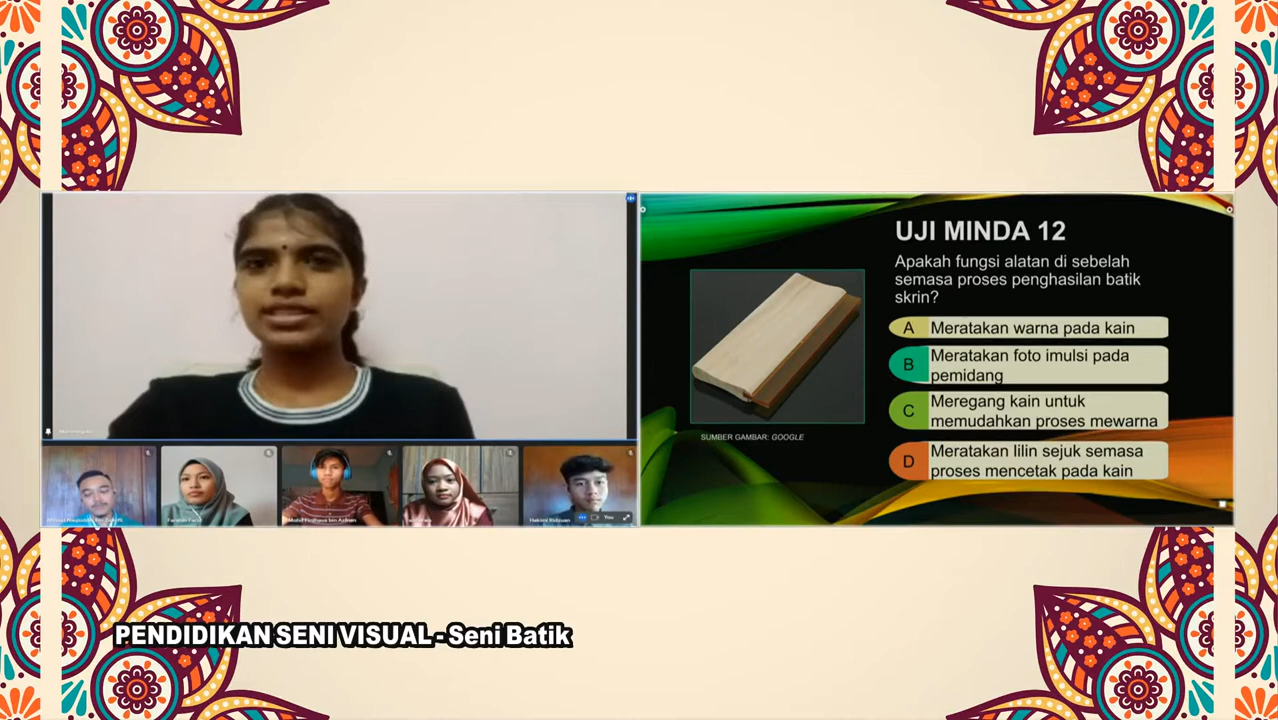 UJI MINDA 12
Apakah fungsi alatan di sebelah
semasa proses penghasilan batik
skrin?
A Meratakan warna pada kain
B Meratakan foto imulsi pada
pemidang
C Meregang kain untuk
memudahkan proses mewarna
D Meratakan lilin sejuk semasa
proses mencetak pada kain
SUMBER GAMBAR: GOOGLE
Hakimi Ridzuan
You
PENDIDIKAN SENI VISUAL - Seni Batik